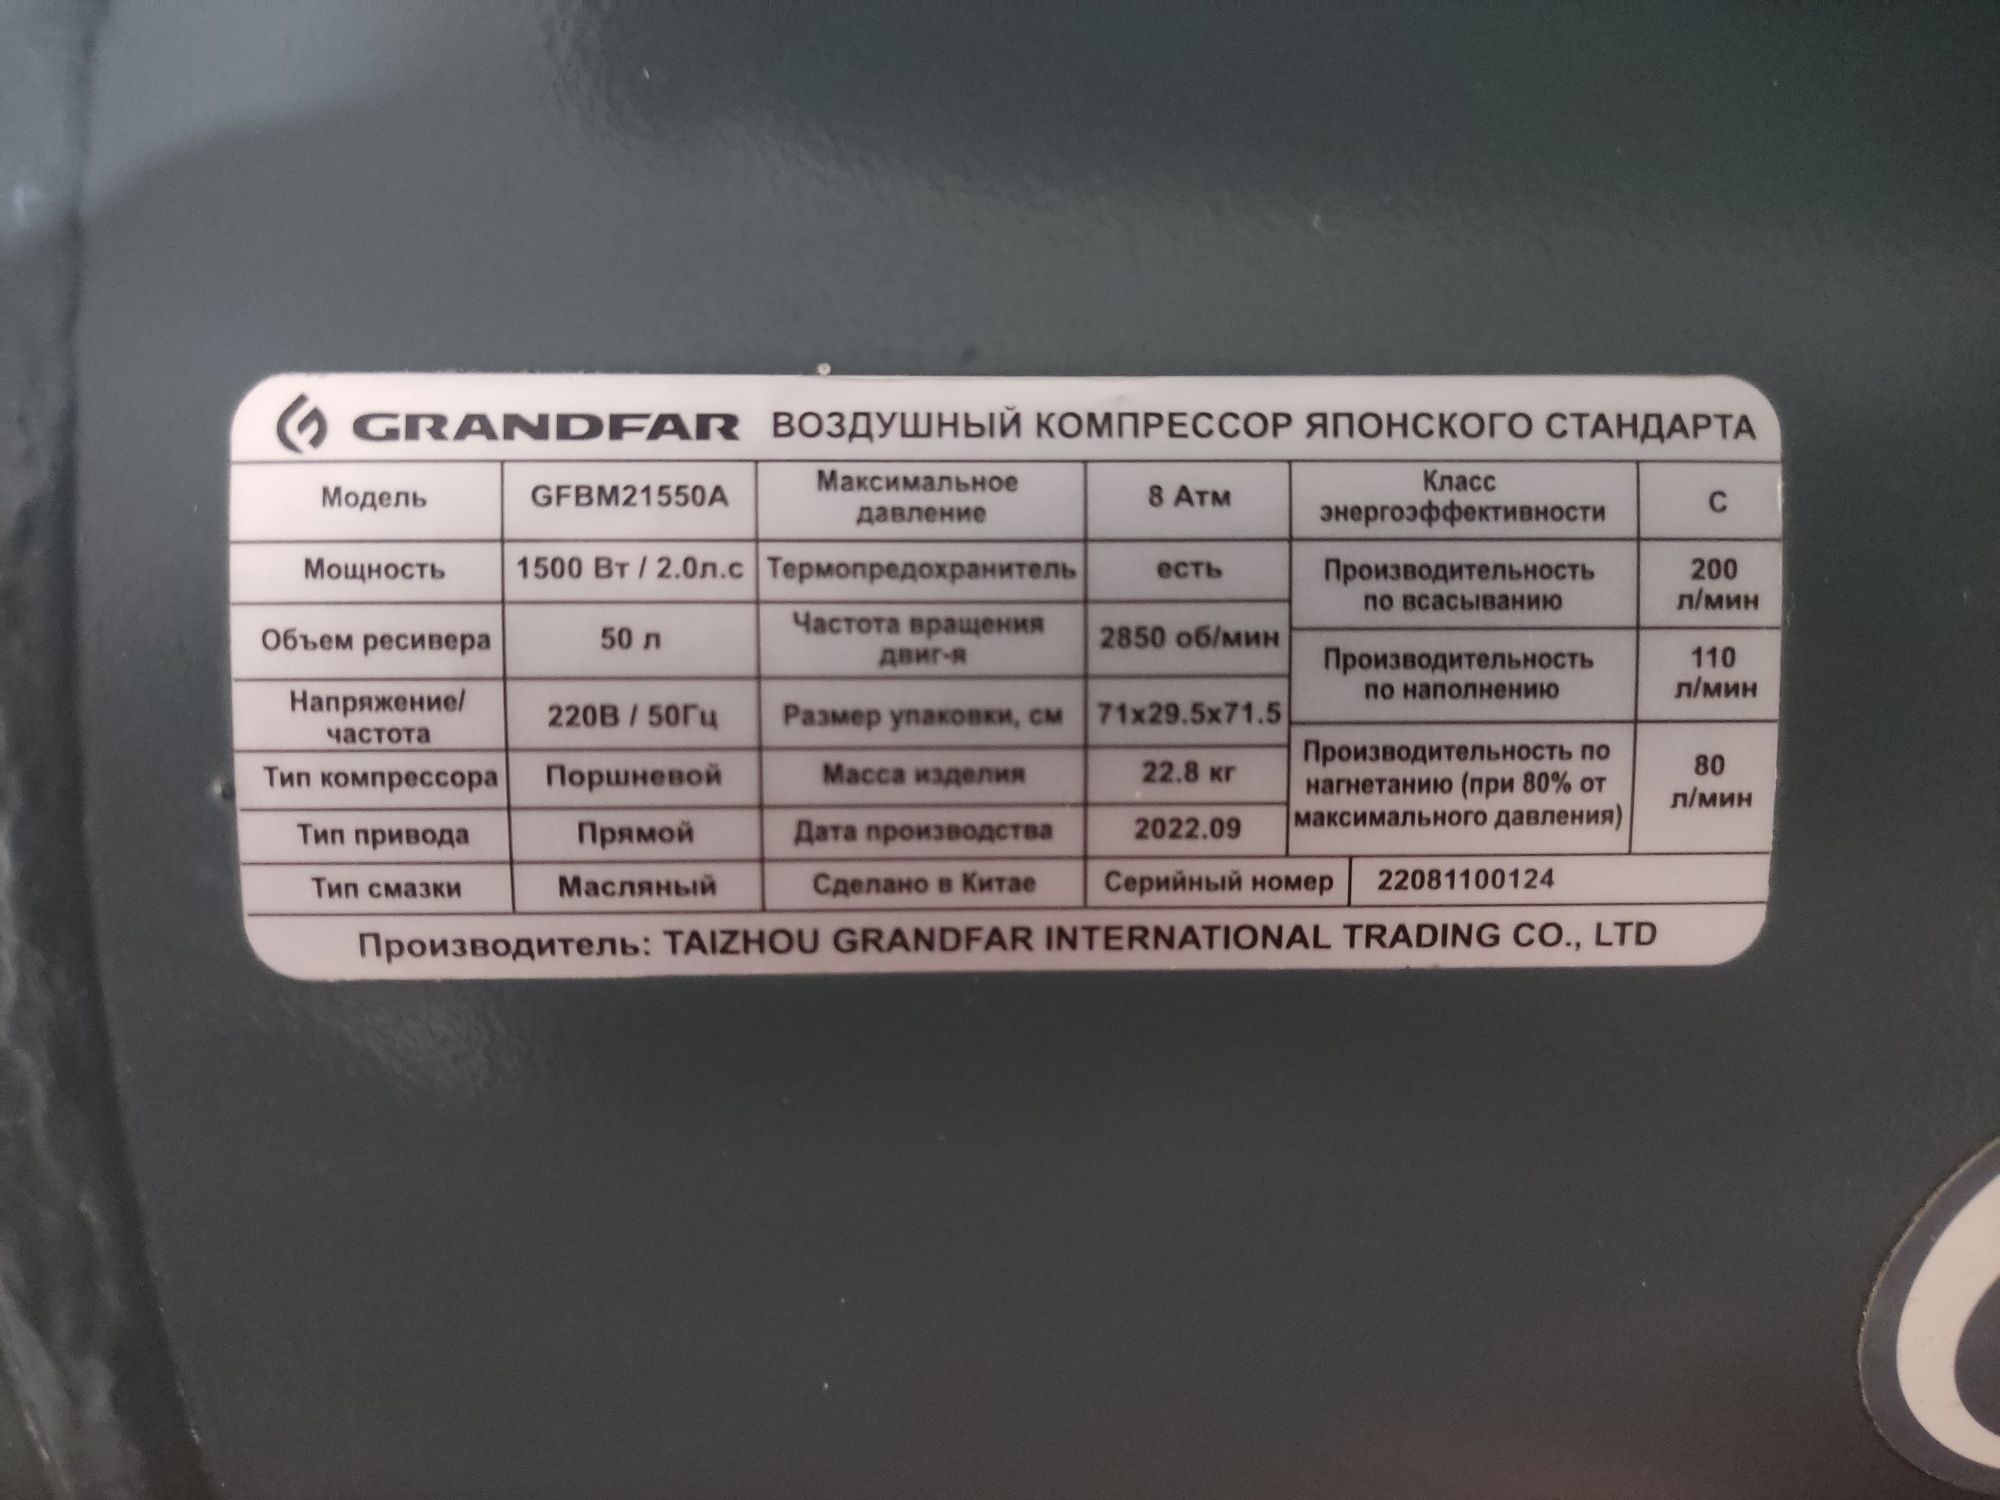 GRANDFAR ВОЗДУШНЫЙ КОМПРЕССОР ЯПОНСКОГО СТАНДАРТА
Модель GFBM21550A
Максимальное
давление
8 Атм
Класс
энергоэффективности
С
Мощность 1500 Вт / 2.0л.с Термопредохранитель есть
Производительность
по всасыванию
200
л/мин
Объем ресивера 50 л
Частота вращения
двиг-я
2850 об/мин
Производительность
по наполнению
110
л/мин
Напряжение/
частота
220В / 50Гц Размер упаковки, см 71x29.5x71.5
Производительность по
нагнетанию (при 80% от
максимального давления)
80
л/мин
Тип компрессора Поршневой Масса изделия 22.8 кг
Тип привода Прямой Дата производства 2022.09
Тип смазки Масляный Сделано в Китае Серийный номер 22081100124
Производитель: TAIZHOU GRANDFAR INTERNATIONAL TRADING CO., LTD